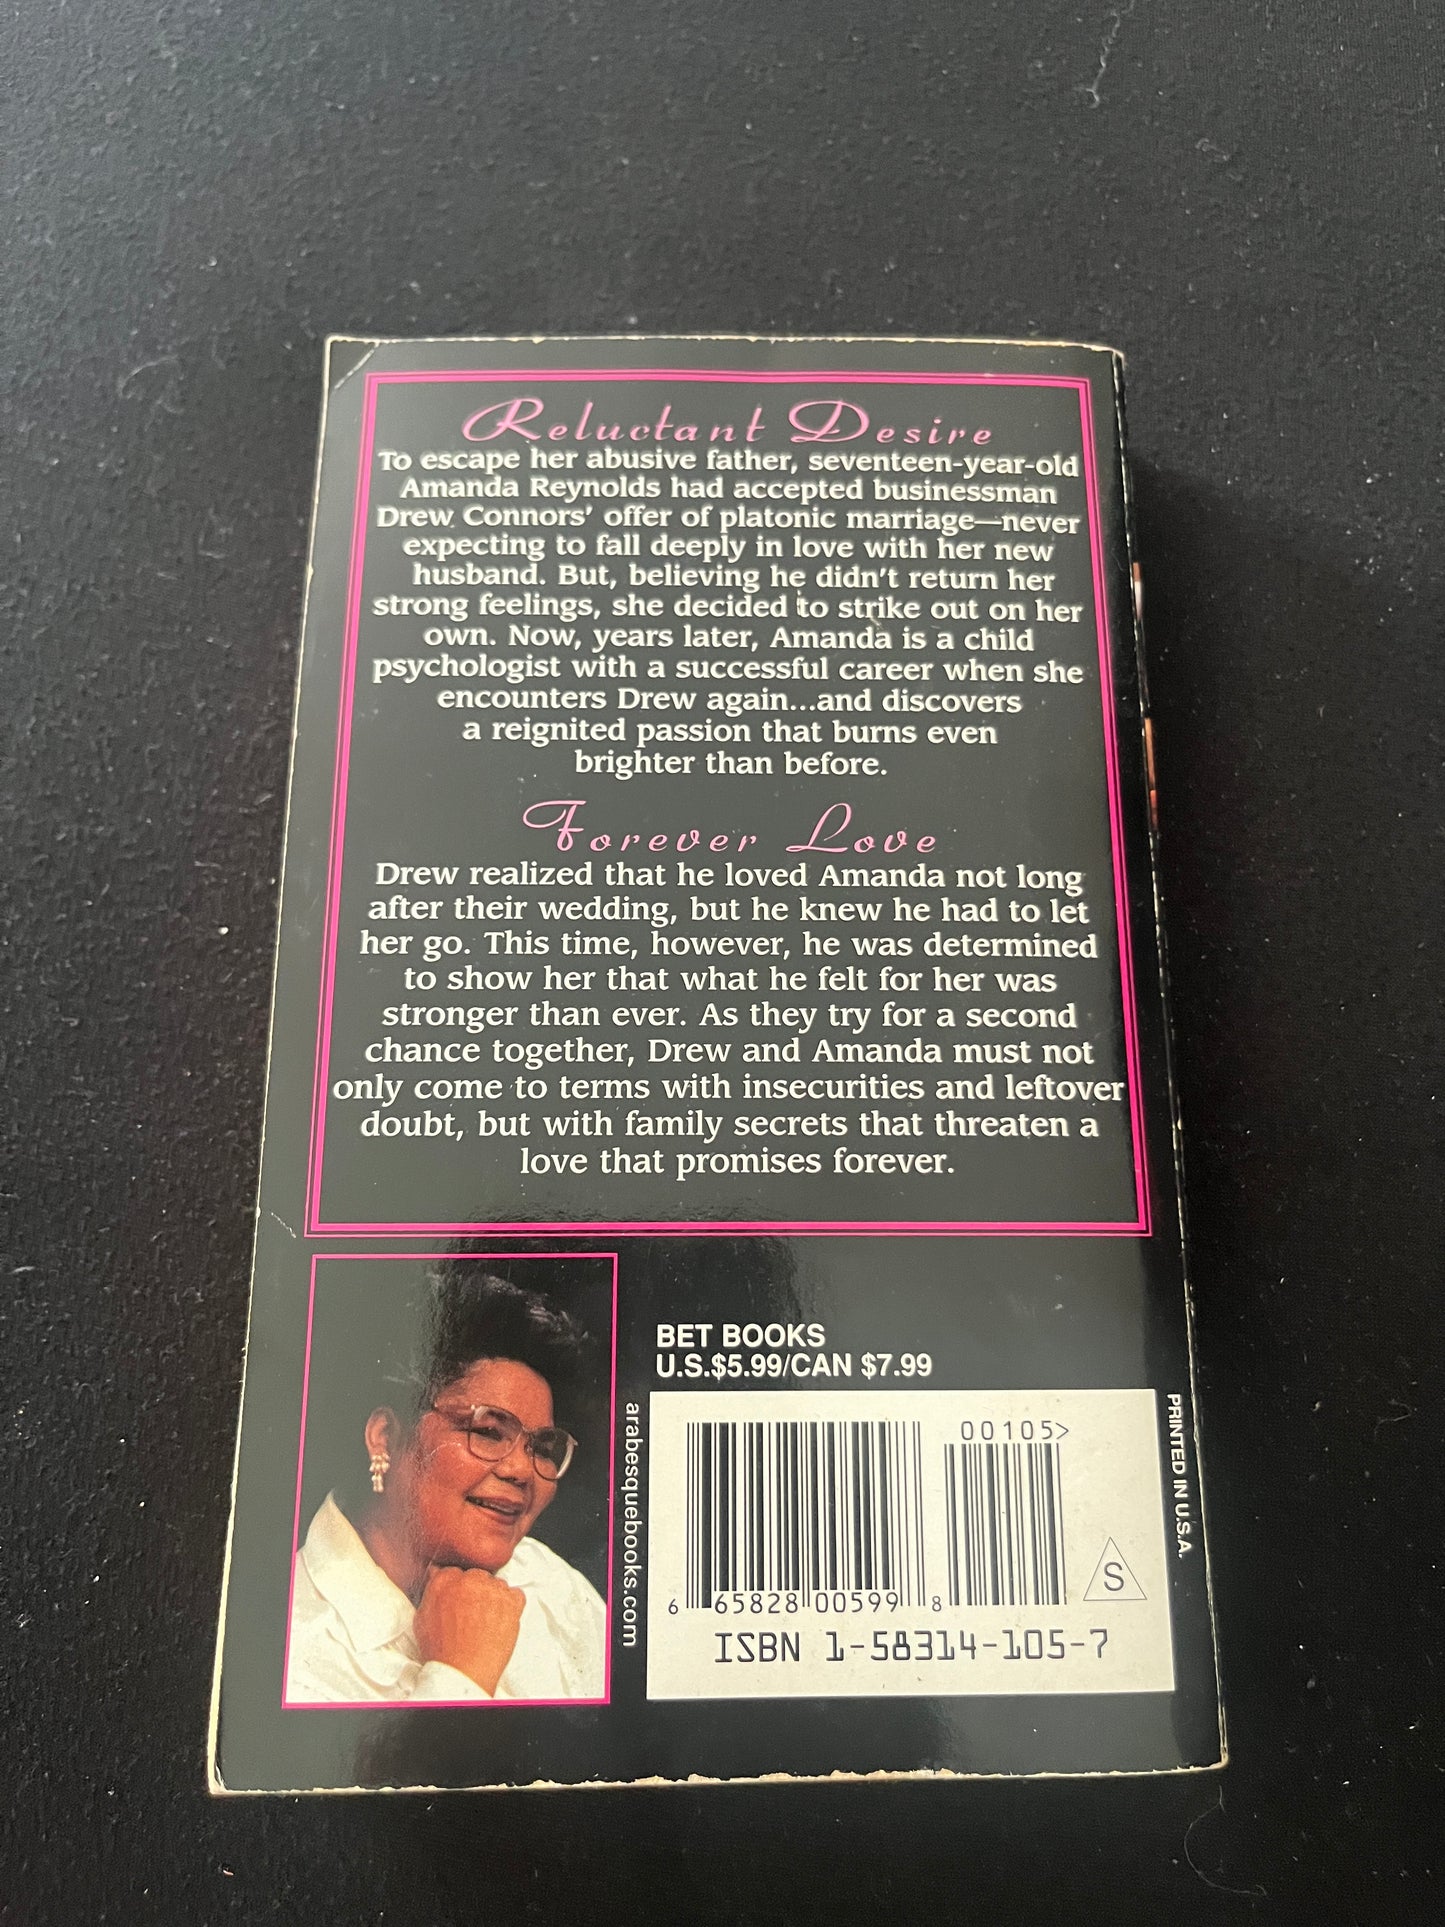 Reluctant Desire
To escape her abusive father, seventeen-year-old
Amanda Reynolds had accepted businessman
Drew Connors' offer of platonic marriage—never
expecting to fall deeply in love with her new
husband. But, believing he didn't return her
strong feelings, she decided to strike out on her
own. Now, years later, Amanda is a child
psychologist with a successful career when she
encounters Drew again...and discovers
a reignited passion that burns even
brighter than before.
Forever Love
Drew realized that he loved Amanda not long
after their wedding, but he knew he had to let
her go. This time, however, he was determined
to show her that what he felt for her was
stronger than ever. As they try for a second
chance together, Drew and Amanda must not
only come to terms with insecurities and leftover
doubt, but with family secrets that threaten a
love that promises forever.
BET BOOKS
U.S.$5.99/CAN $7.99
arabesquebooks.com
00105>
6 65828 00599 8
S
ISBN 1-58314-105-7
PRINTED IN U.S.A.